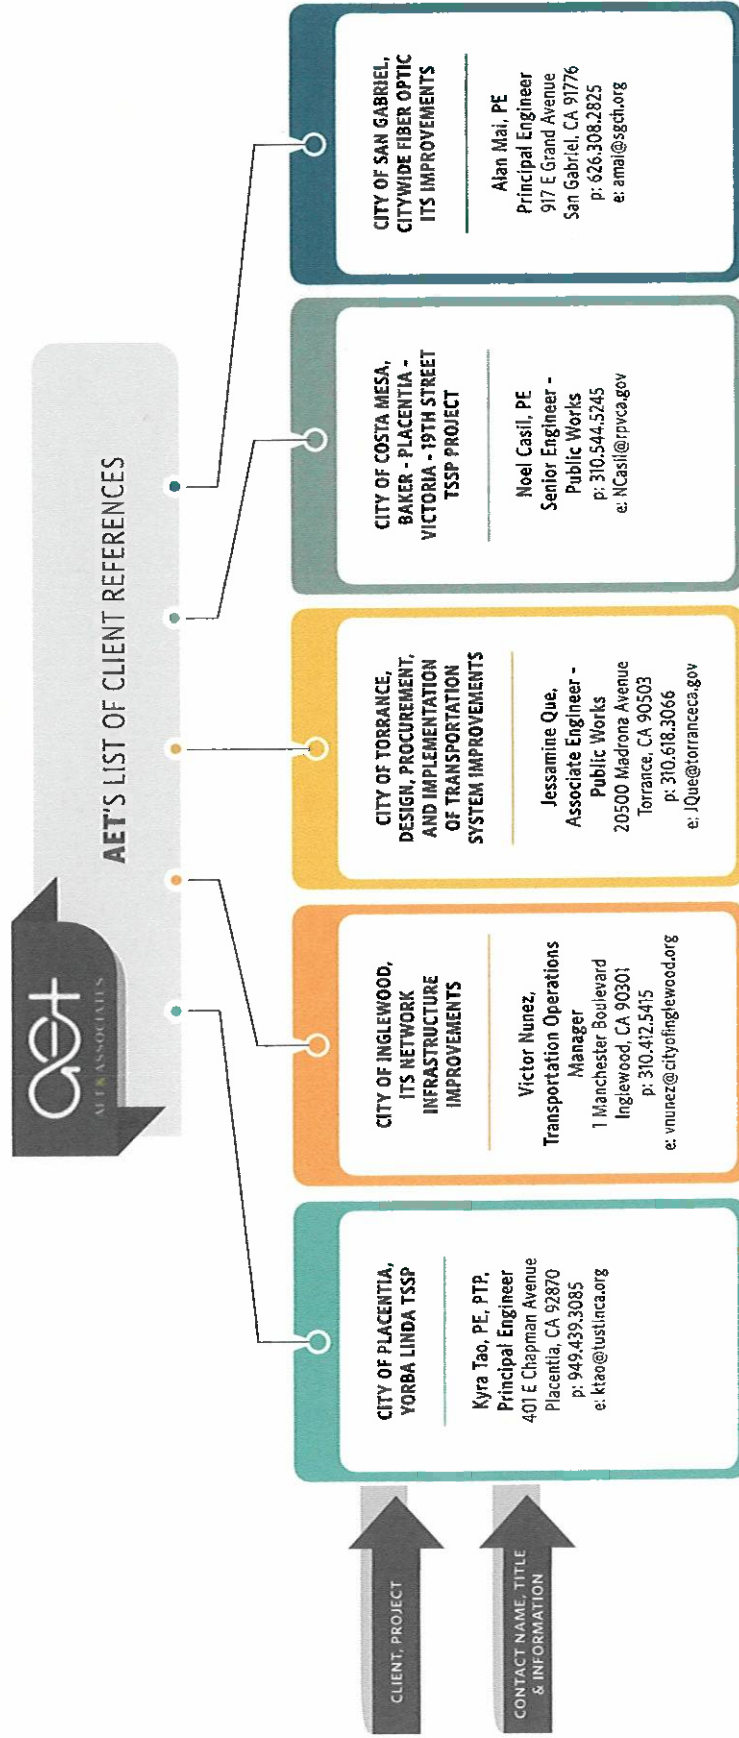 aet
AET & ASSOCIATES
AET'S LIST OF CLIENT REFERENCES
CLIENT, PROJECT
CONTACT NAME, TITLE
& INFORMATION
CITY OF PLACENTIA,
YORBA LINDA TSSP
Kyra Tao, PE, PTP,
Principal Engineer
401 E Chapman Avenue
Placentia, CA 92870
p: 949.439.3085
e: ktao@tustinca.org
CITY OF INGLEWOOD,
ITS NETWORK
INFRASTRUCTURE
IMPROVEMENTS
Victor Nunez,
Transportation Operations
Manager
1 Manchester Boulevard
Inglewood, CA 90301
p: 310.412.5415
e: vnunez@cityofinglewood.org
CITY OF TORRANCE,
DESIGN, PROCUREMENT,
AND IMPLEMENTATION
OF TRANSPORTATION
SYSTEM IMPROVEMENTS
Jessamine Que,
Associate Engineer -
Public Works
20500 Madrona Avenue
Torrance, CA 90503
p: 310.618.3066
e: JQue@torranceca.gov
CITY OF COSTA MESA,
BAKER - PLACENTIA -
VICTORIA - 19TH STREET
TSSP PROJECT
Noel Casil, PE
Senior Engineer -
Public Works
p: 310.544.5245
e: NCasil@rpvca.gov
CITY OF SAN GABRIEL,
CITYWIDE FIBER OPTIC
ITS IMPROVEMENTS
Alan Mai, PE
Principal Engineer
917 E Grand Avenue
San Gabriel, CA 91776
p: 626.308.2825
e: amai@sgch.org